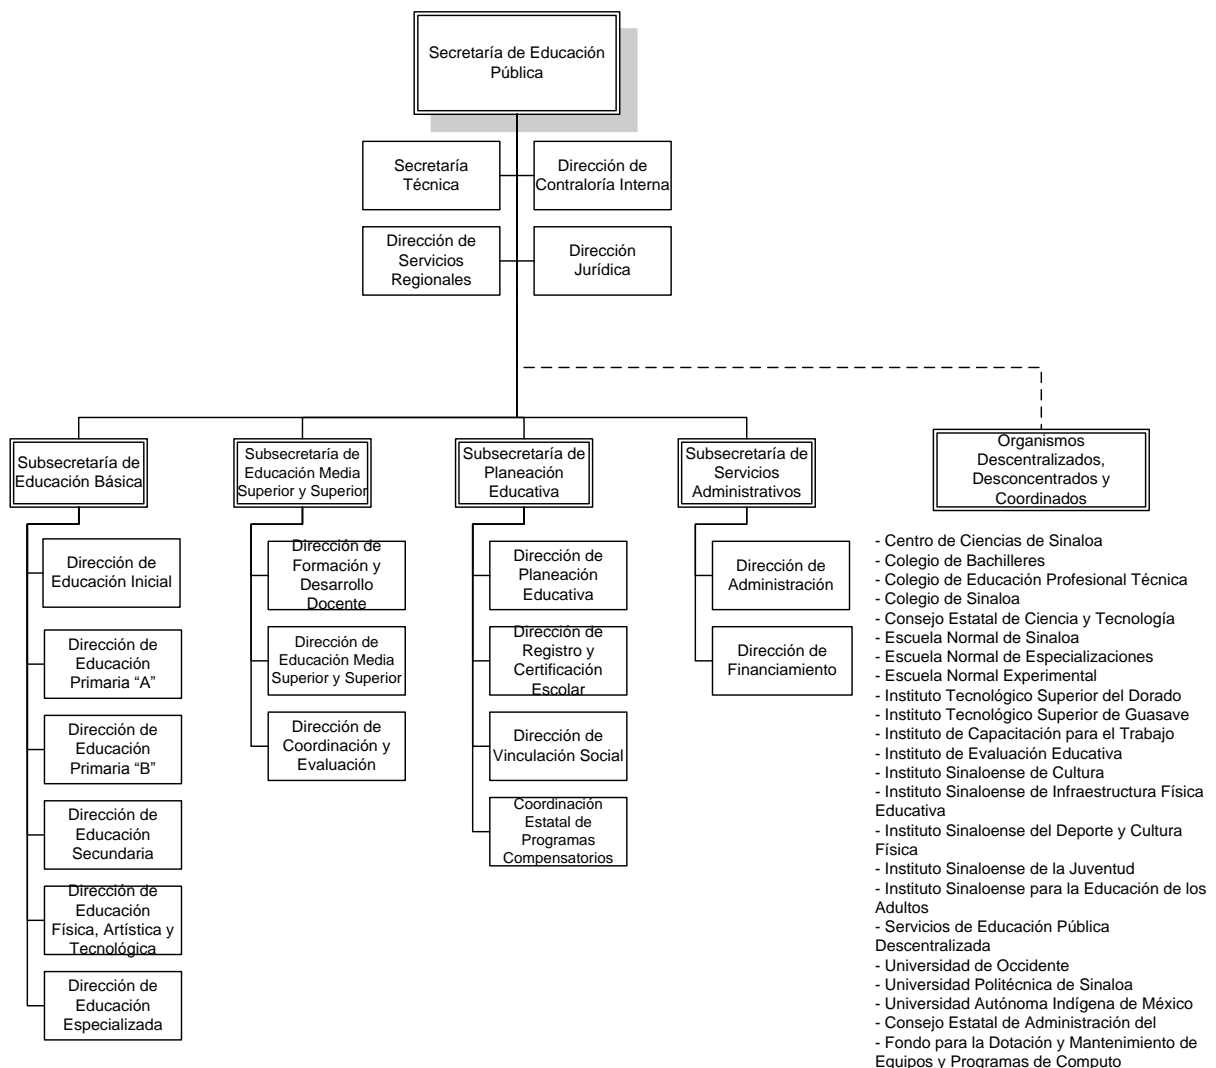 Secretaría de Educación
Pública
Secretaría
Técnica
Dirección de
Contraloría Interna
Dirección de
Servicios
Regionales
Dirección
Jurídica
Subsecretaría de
Educación Básica
Subsecretaría de
Educación Media
Superior y Superior
Subsecretaría de
Planeación
Educativa
Subsecretaría de
Servicios
Administrativos
Organismos
Descentralizados,
Desconcentrados y
Coordinados
Dirección de
Educación Inicial
Dirección de
Educación
Primaria “A”
Dirección de
Educación
Primaria “B”
Dirección de
Educación
Secundaria
Dirección de
Educación
Física, Artística y
Tecnológica
Dirección de
Educación
Especializada
Dirección de
Formación y
Desarrollo
Docente
Dirección de
Educación Media
Superior y Superior
Dirección de
Coordinación y
Evaluación
Dirección de
Planeación
Educativa
Dirección de
Registro y
Certificación
Escolar
Dirección de
Vinculación Social
Coordinación
Estatal de
Programas
Compensatorios
Dirección de
Administración
Dirección de
Financiamiento
- Centro de Ciencias de Sinaloa
- Colegio de Bachilleres
- Colegio de Educación Profesional Técnica
- Colegio de Sinaloa
- Consejo Estatal de Ciencia y Tecnología
- Escuela Normal de Sinaloa
- Escuela Normal de Especializaciones
- Escuela Normal Experimental
- Instituto Tecnológico Superior del Dorado
- Instituto Tecnológico Superior de Guasave
- Instituto de Capacitación para el Trabajo
- Instituto de Evaluación Educativa
- Instituto Sinaloense de Cultura
- Instituto Sinaloense de Infraestructura Física
Educativa
- Instituto Sinaloense del Deporte y Cultura
Física
- Instituto Sinaloense de la Juventud
- Instituto Sinaloense para la Educación de los
Adultos
- Servicios de Educación Pública
Descentralizada
- Universidad de Occidente
- Universidad Politécnica de Sinaloa
- Universidad Autónoma Indígena de México
- Consejo Estatal de Administración del
- Fondo para la Dotación y Mantenimiento de
Equipos y Programas de Computo